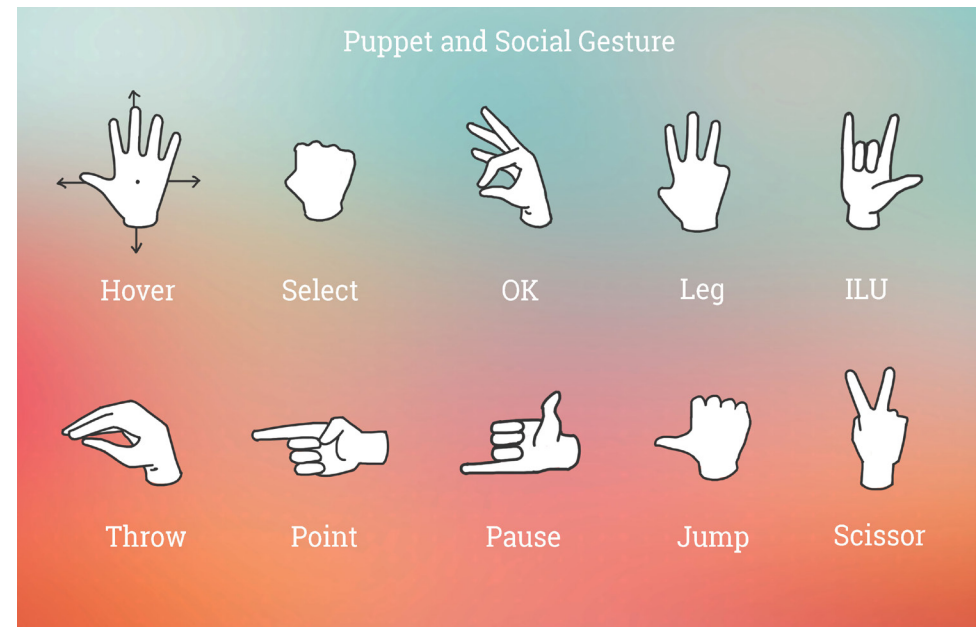 Puppet and Social Gesture
Hover Select OK Leg ILU
Throw Point Pause Jump Scissor